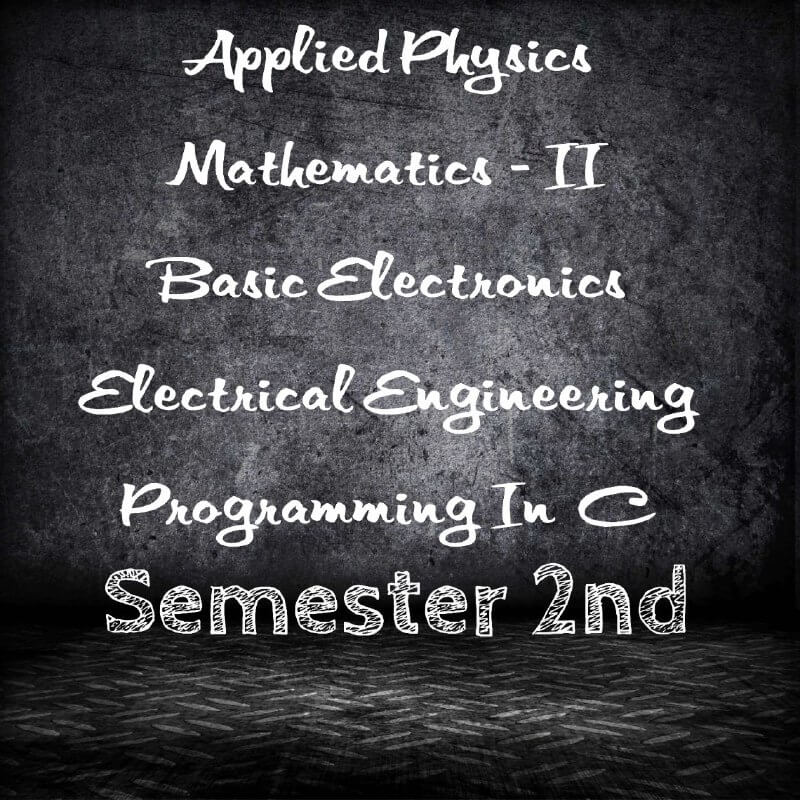 Applied Physics
Mathematics - II
Basic Electronics
Electrical Engineering
Programming In C
Semester 2nd